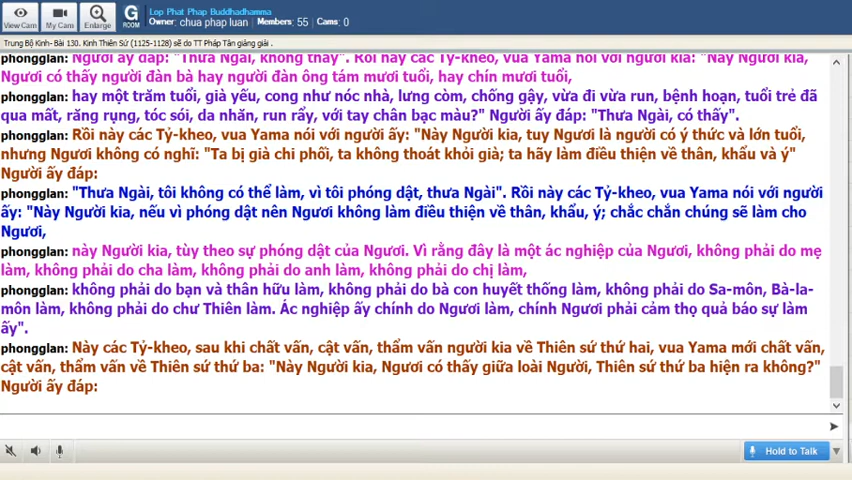 View Cam
My Cam
Enlarge
G
ROOM
Lop Phat Phap Buddhadhamma
Owner: chua phap luan Members: 55 Cams: 0
Trung Bộ Kinh- Bài 130. Kinh Thiên Sứ (1125-1128) sẽ do TT Pháp Tân giảng giải .
phongglan: Người ấy đáp: "Thưa Ngài, không thấy". Rồi này các Tỷ-kheo, vua Yama nói với người kia: "Này Người kia,
Ngươi có thấy người đàn bà hay người đàn ông tám mươi tuổi, hay chín mươi tuổi,
phongglan: hay một trăm tuổi, già yếu, cong như nóc nhà, lưng còm, chống gậy, vừa đi vừa run, bệnh hoạn, tuổi trẻ đã
qua mất, răng rụng, tóc sói, da nhăn, run rẩy, với tay chân bạc màu?" Người ấy đáp: "Thưa Ngài, có thấy".
phongglan: Rồi này các Tỷ-kheo, vua Yama nói với người ấy: "Này Người kia, tuy Ngươi là người có ý thức và lớn tuổi,
nhưng Ngươi không có nghĩ: "Ta bị già chi phối, ta không thoát khỏi già; ta hãy làm điều thiện về thân, khẩu và ý"
Người ấy đáp:
phongglan: "Thưa Ngài, tôi không có thể làm, vì tôi phóng dật, thưa Ngài". Rồi này các Tỷ-kheo, vua Yama nói với người
ấy: "Này Người kia, nếu vì phóng dật nên Ngươi không làm điều thiện về thân, khẩu, ý; chắc chắn chúng sẽ làm cho
Ngươi,
phongglan: này Người kia, tùy theo sự phóng dật của Ngươi. Vì rằng đây là một ác nghiệp của Ngươi, không phải do mẹ
làm, không phải do cha làm, không phải do anh làm, không phải do chị làm,
phongglan: không phải do bạn và thân hữu làm, không phải do bà con huyết thống làm, không phải do Sa-môn, Bà-la-
môn làm, không phải do chư Thiên làm. Ác nghiệp ấy chính do Ngươi làm, chính Ngươi phải cảm thọ quả báo sự làm
ấy".
phongglan: Này các Tỷ-kheo, sau khi chất vấn, cật vấn, thẩm vấn người kia về Thiên sứ thứ hai, vua Yama mới chất vấn,
cật vấn, thẩm vấn về Thiên sứ thứ ba: "Này Người kia, Ngươi có thấy giữa loài Người, Thiên sứ thứ ba hiện ra không?"
Người ấy đáp:
Hold to Talk